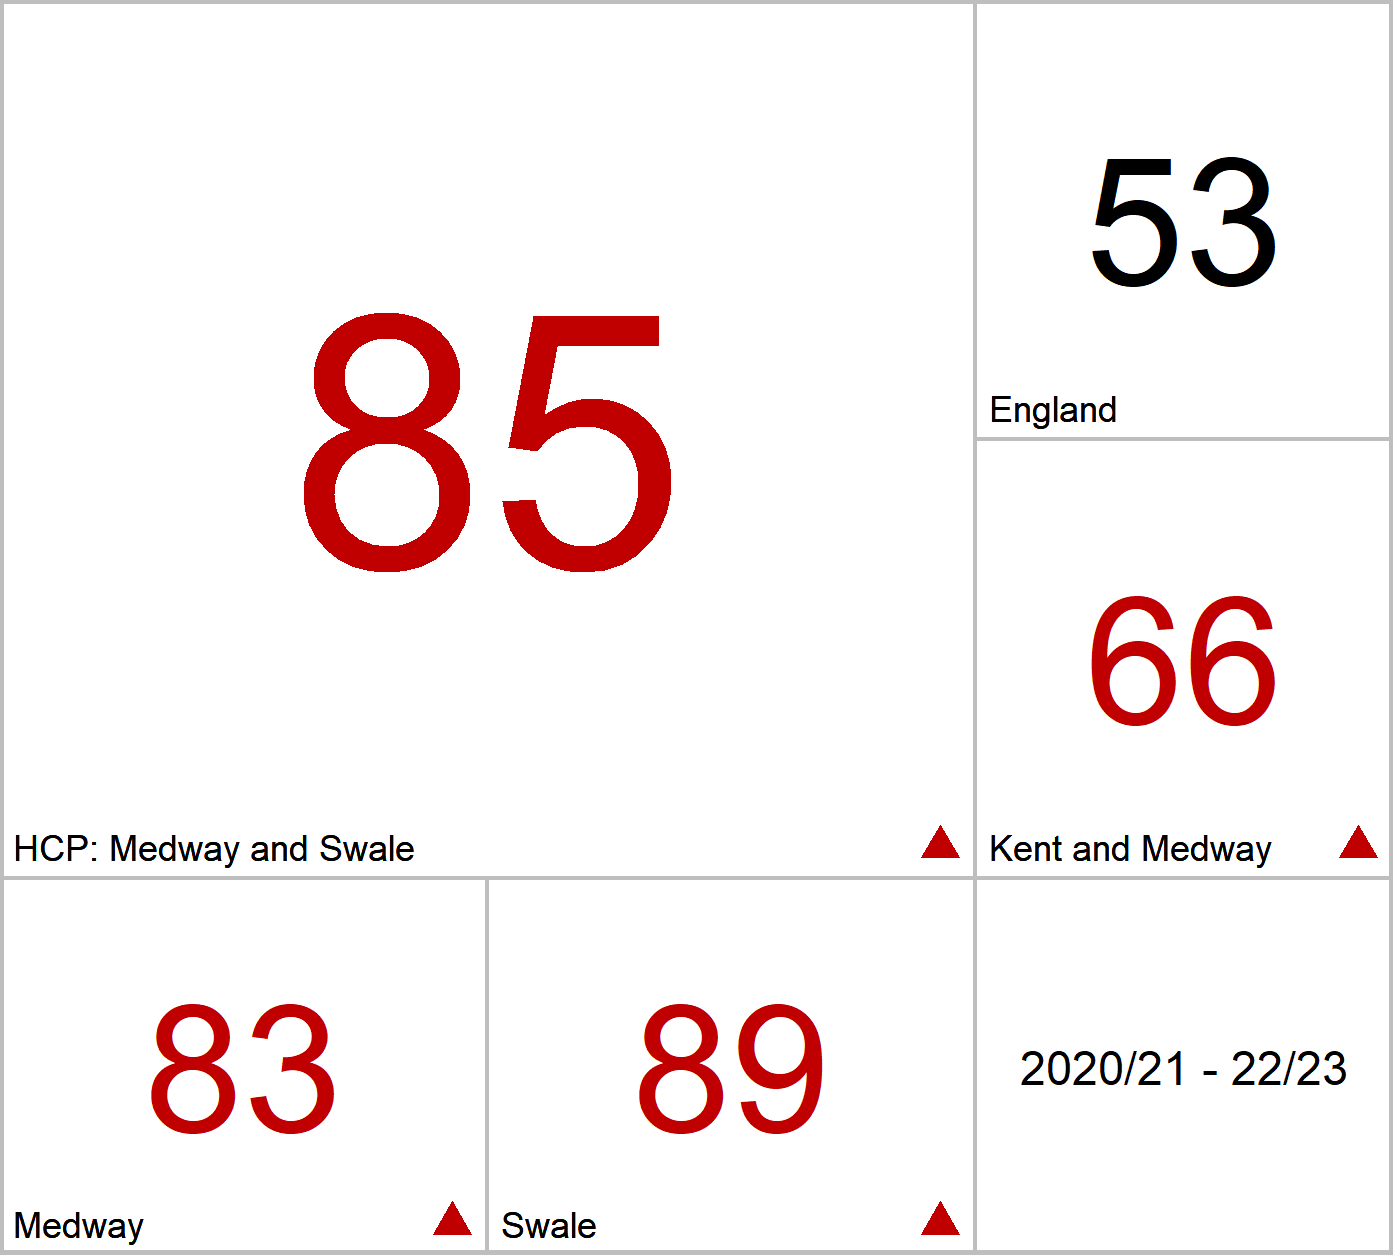 85
HCP: Medway and Swale
53
England
66
Kent and Medway
83
Medway
89
Swale
2020/21 - 22/23